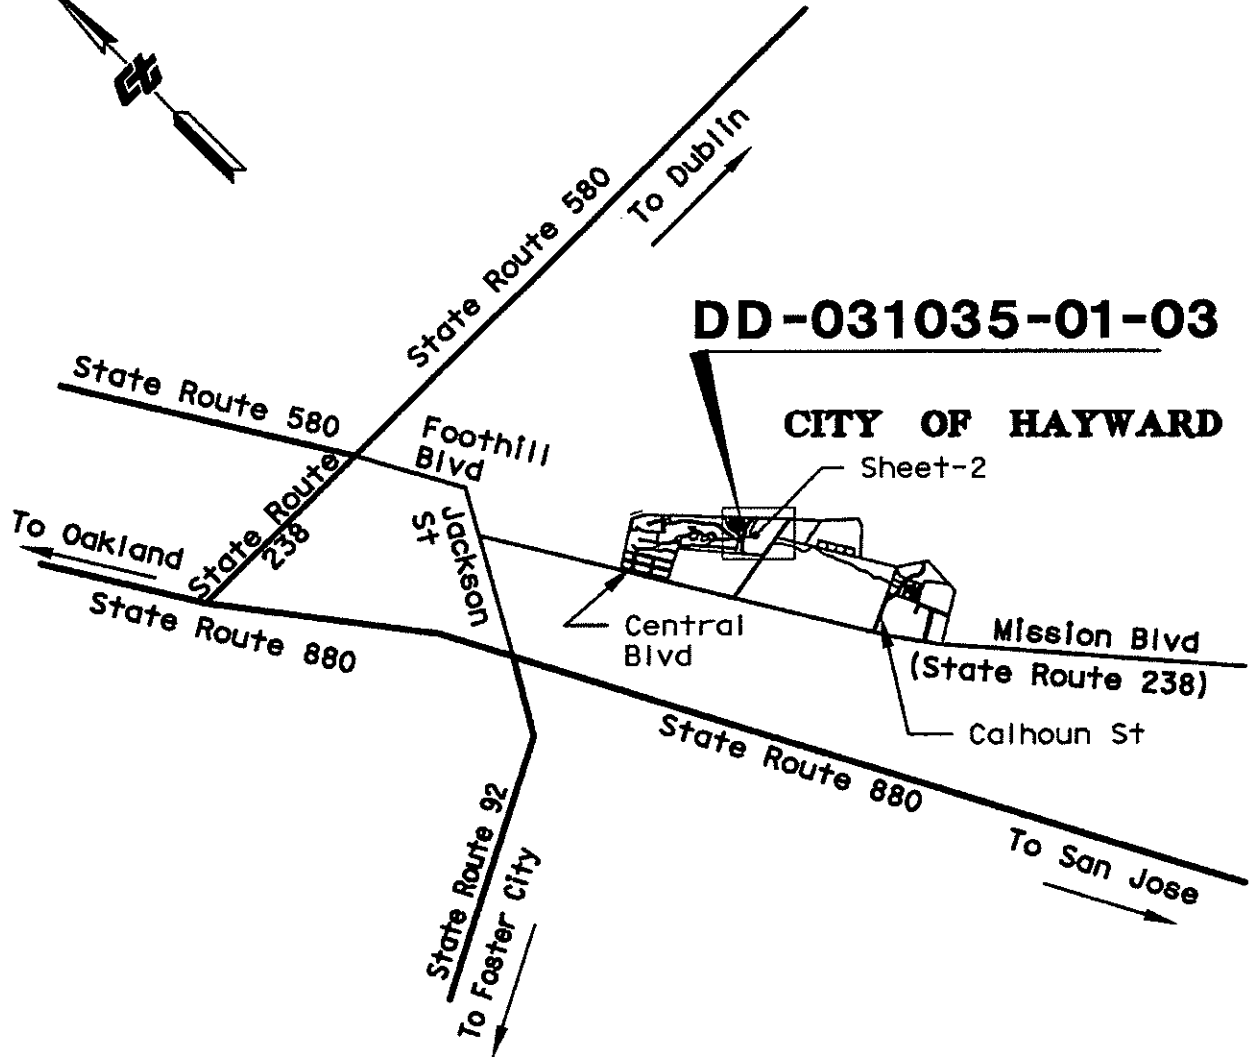 ct
State Route 580
To Dublin
DD-031035-01-03
State Route 580
Foothill
Blvd
CITY OF HAYWARD
Sheet-2
State Route
238
To Oakland
Jackson
St
State Route 880
Central
Blvd
Mission Blvd
(State Route 238)
Calhoun St
State Route 880
State Route 92
To Foster City
To San Jose